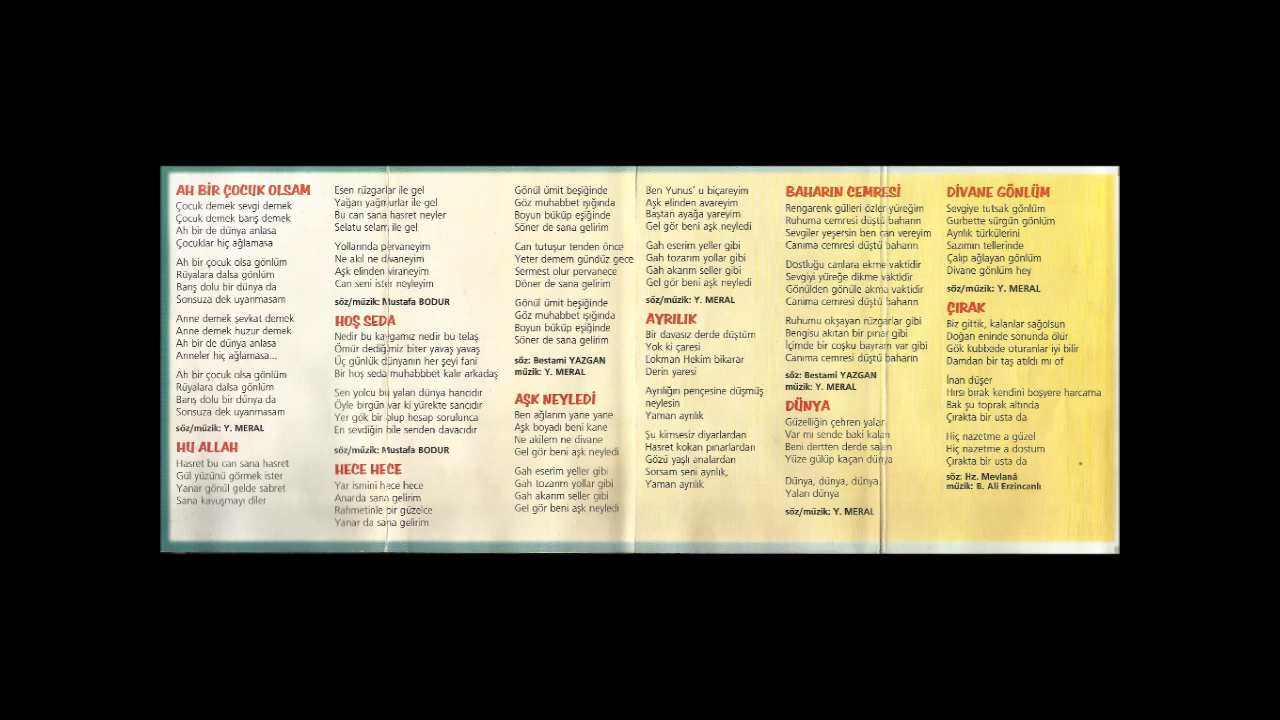 AH BİR ÇOCUK OLSAM
Çocuk demek sevgi demek
Çocuk demek barış demek
Ah bir de dünya anlasa
Çocuklar hiç ağlamasa
Ah bir çocuk olsa gönlüm
Rüyalara dalsa gönlüm
Barış dolu bir dünya da
Sonsuza dek uyanmasam
Anne demek şevkat demek
Anne demek huzur demek
Ah bir de dünya anlasa
Anneler hiç ağlamasa...
Ah bir çocuk olsa gönlüm
Rüyalara dalsa gönlüm
Barış dolu bir dünya da
Sonsuza dek uyanmasam
söz/müzik: Y. MERAL
HU ALLAH
Hasret bu can sana hasret
Gül yüzünü görmek ister
Yanar gönül gelde sabret
Sana kavuşmayı diler
Esen rüzgarlar ile gel
Yağan yağmurlar ile gel
Bu can sana hasret neyler
Selatu selam ile gel
Yollarında pervaneyim
Ne akıl ne divaneyim
Aşk elinden viraneyim
Can seni ister neyleyim
söz/müzik: Mustafa BODUR
HOŞ SEDA
Nedir bu kavgamız nedir bu telaş
Ömür dediğimiz biter yavaş yavaş
Üç günlük dünyanın her şeyi fani
Bir hoş seda muhabbbet kalır arkadaş
Sen yolcu bu yalan dünya hancıdır
Öyle birgün var ki yürekte sancıdır
Yer gök bir olup hesap sorulunca
En sevdiğin bile senden davacıdır
söz/müzik: Mustafa BODUR
HECE HECE
Yar ismini hece hece
Anarda sana gelirim
Rahmetinle bir güzelce
Yanar da sana gelirim
Gönül ümit beşiğinde
Göz muhabbet ışığında
Boyun büküp eşiğinde
Söner de sana gelirim
Can tutuşur tenden önce
Yeter demem gündüz gece
Sermest olur pervanece
Döner de sana gelirim
Gönül ümit beşiğinde
Göz muhabbet ışığında
Boyun büküp eşiğinde
Söner de sana gelirim
söz: Bestami YAZGAN
müzik: Y. MERAL
AŞK NEYLEDİ
Ben ağlarım yane yane
Aşk boyadı beni kane
Ne akilem ne divane
Gel gör beni aşk neyledi
Gah eserim yeller gibi
Gah tozarım yollar gibi
Gah akarım seller gibi
Gel gör beni aşk neyledi
Ben Yunus' u biçareyim
Aşk elinden avareyim
Baştan ayağa yareyim
Gel gör beni aşk neyledi
Gah eserim yeller gibi
Gah tozarım yollar gibi
Gah akarım seller gibi
Gel gör beni aşk neyledi
söz/müzik: Y. MERAL
AYRILIK
Bir davasız derde düştüm
Yok ki çaresi
Lokman Hekim bikarar
Derin yaresi
Ayrılığın pençesine düşmüş
neylesin
Yaman ayrılık
Şu kimsesiz diyarlardan
Hasret kokan pınarlardan
Gözü yaşlı analardan
Sorsam seni ayrılık,
Yaman ayrılık
BAHARIN CEMRESİ
Rengarenk gülleri özler yüreğim
Ruhuma cemresi düştü baharın
Sevgiler yeşersin ben can vereyim
Canıma cemresi düştü baharın
Dostluğu canlara ekme vaktidir
Sevgiyi yüreğe dikme vaktidir
Gönülden gönüle akma vaktidir
Canıma cemresi düştü baharın
Ruhumu okşayan rüzgarlar gibi
Bengisu akıtan bir pınar gibi
İçimde bir coşku bayram var gibi
Canıma cemresi düştü baharın
söz: Bestami YAZGAN
müzik: Y. MERAL
DÜNYA
Güzelliğin çehren yalan
Var mı sende baki kalan
Beni dertten derde salan
Yüze gülüp kaçan dünya
Dünya, dünya, dünya,
Yalan dünya
söz/müzik: Y. MERAL
DİVANE GÖNLÜM
Sevgiye tutsak gönlüm
Gurbette sürgün gönlüm
Ayrılık türkülerini
Sazımın tellerinde
Çalıp ağlayan gönlüm
Divane gönlüm hey
söz/müzik: Y. MERAL
ÇIRAK
Biz gittik, kalanlar sağolsun
Doğan eninde sonunda ölür
Gök kubbede oturanlar iyi bilir
Damdan bir taş atıldı mı of
İnan düşer
Hırsı bırak kendini boşyere harcama
Bak şu toprak altında
Çırakta bir usta da
Hiç nazetme a güzel
Hiç nazetme a dostum
Çırakta bir usta da
söz: Hz. Mevlanâ
müzik: B. Ali Erzincanlı